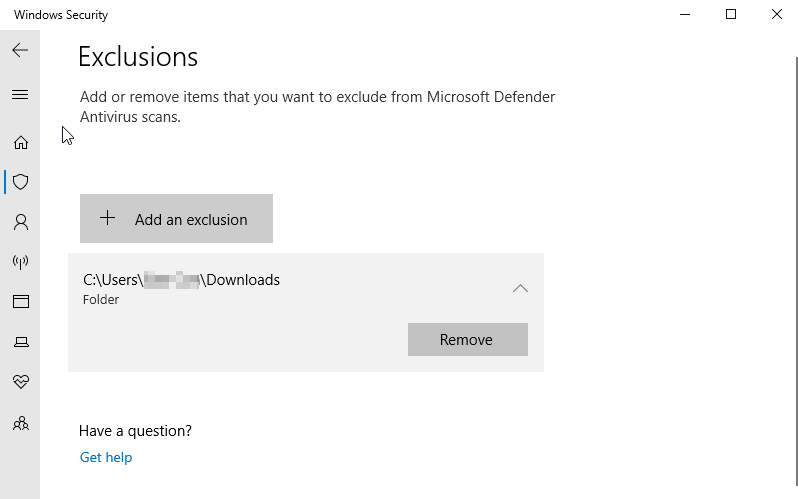 Windows Security
Exclusions
Add or remove items that you want to exclude from Microsoft Defender
Antivirus scans.
Add an exclusion
C:\Users\ \Downloads
Folder
Remove
Have a question?
Get help